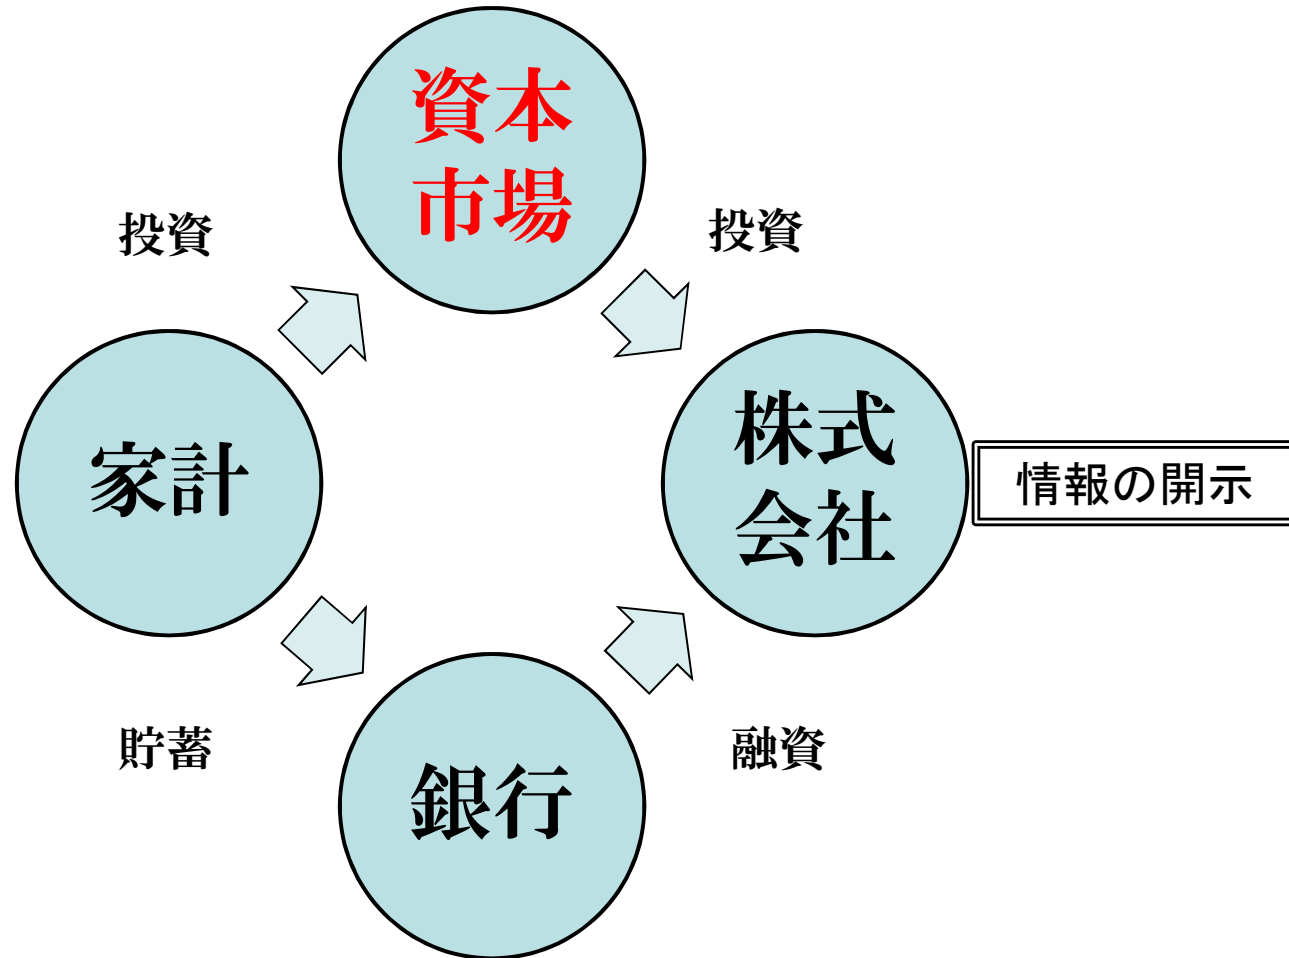 資本
市場
投資
投資
家計
株式
会社
情報の開示
貯蓄
融資
銀行